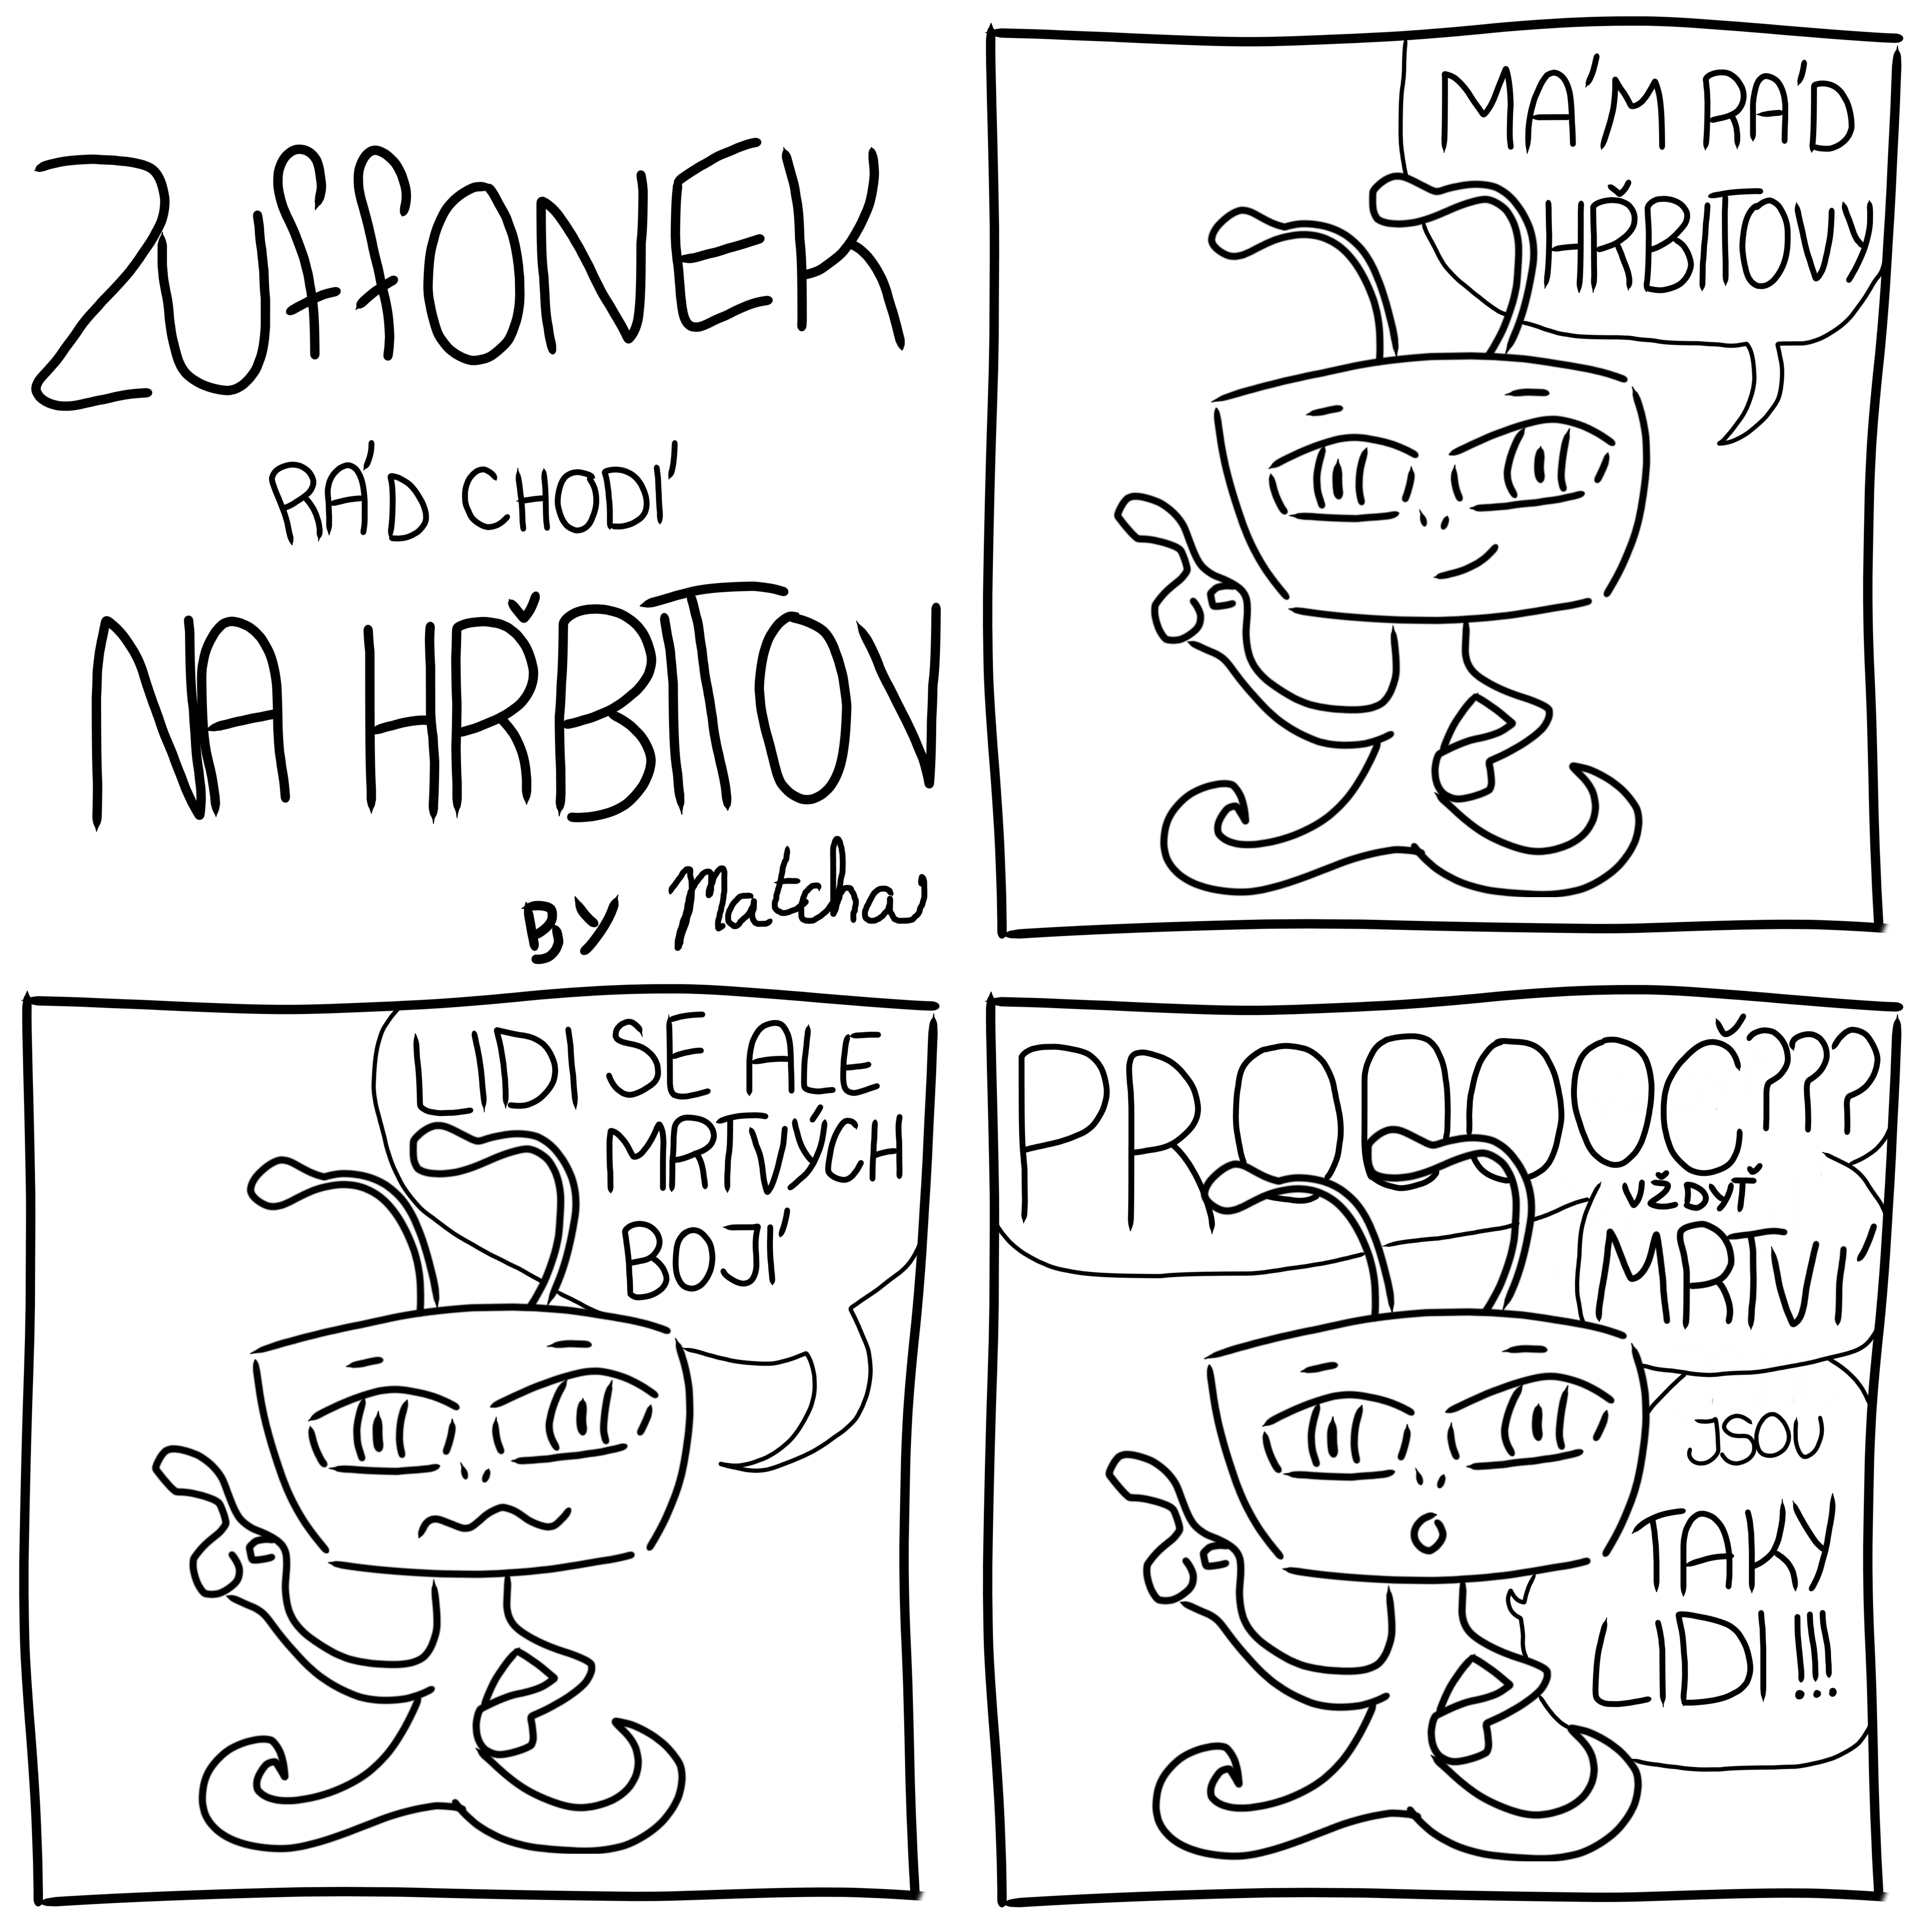 ZUffONEK
RÁD CHODÍ
NA HŘBITOV
By Matcha
MÁM RÁD
HŘBITOVY
LIDI SE ALE
MRTVÝCH
BOJÍ
PROOOOOČ???
VŽDYŤ
MRTVÍ
JSOU
TAKY
LIDI!!!